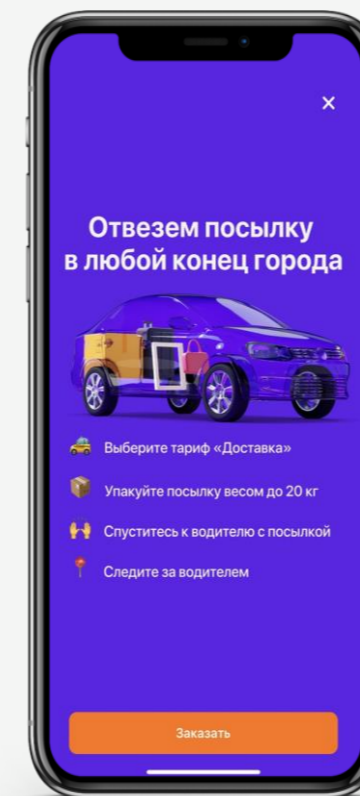 Отвезем посылку
в любой конец города
Выберите тариф «Доставка»
Упакуйте посылку весом до 20 кг
Спуститесь к водителю с посылкой
Следите за водителем
Заказать